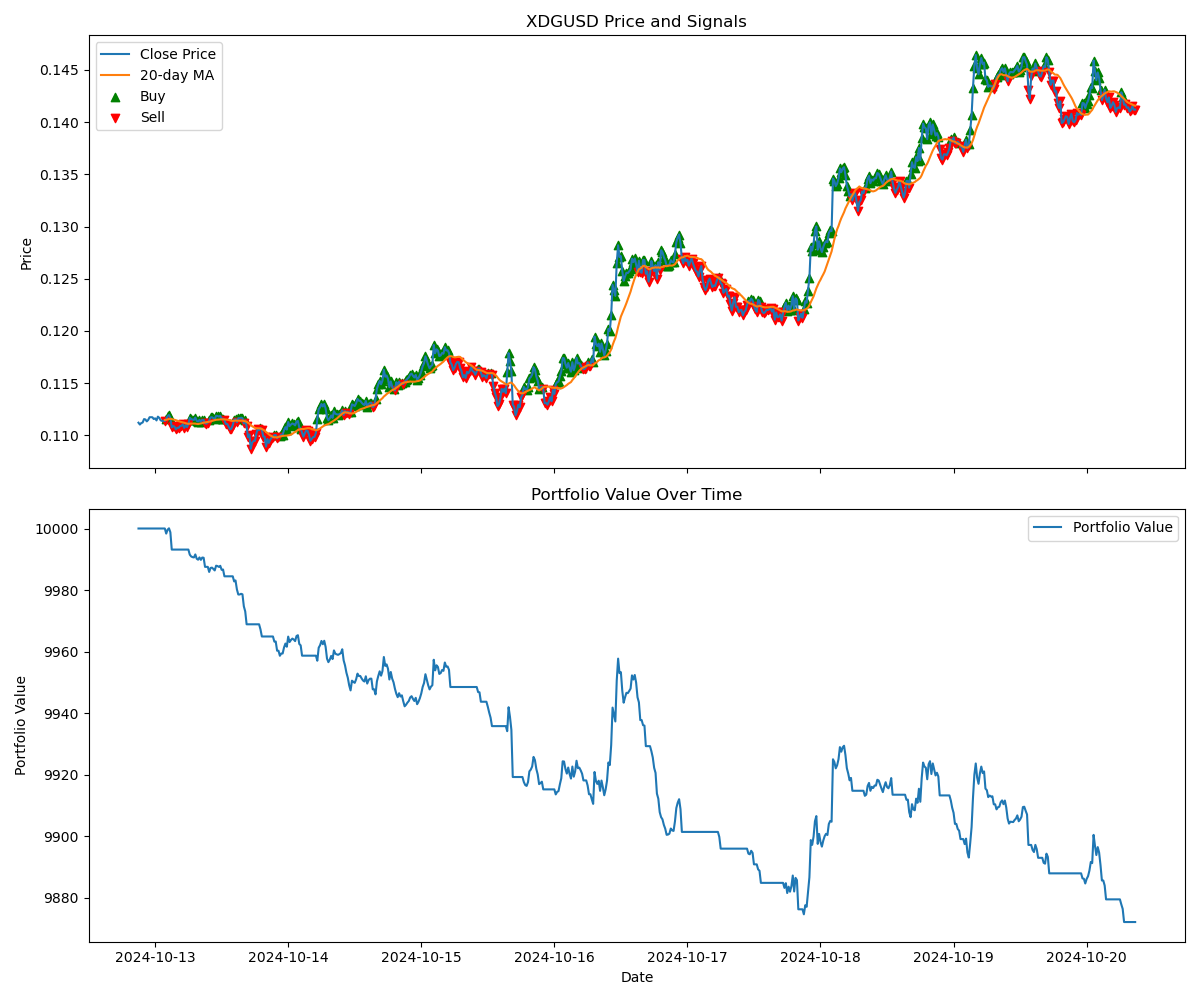 XDGUSD Price and Signals
Close Price
20-day MA
Buy
Sell
0.145
0.140
0.135
0.130
0.125
0.120
0.115
0.110
Price
Portfolio Value Over Time
Portfolio Value
10000
9980
9960
9940
9920
9900
9880
Portfolio Value
2024-10-13
2024-10-14
2024-10-15
2024-10-16
2024-10-17
2024-10-18
2024-10-19
2024-10-20
Date